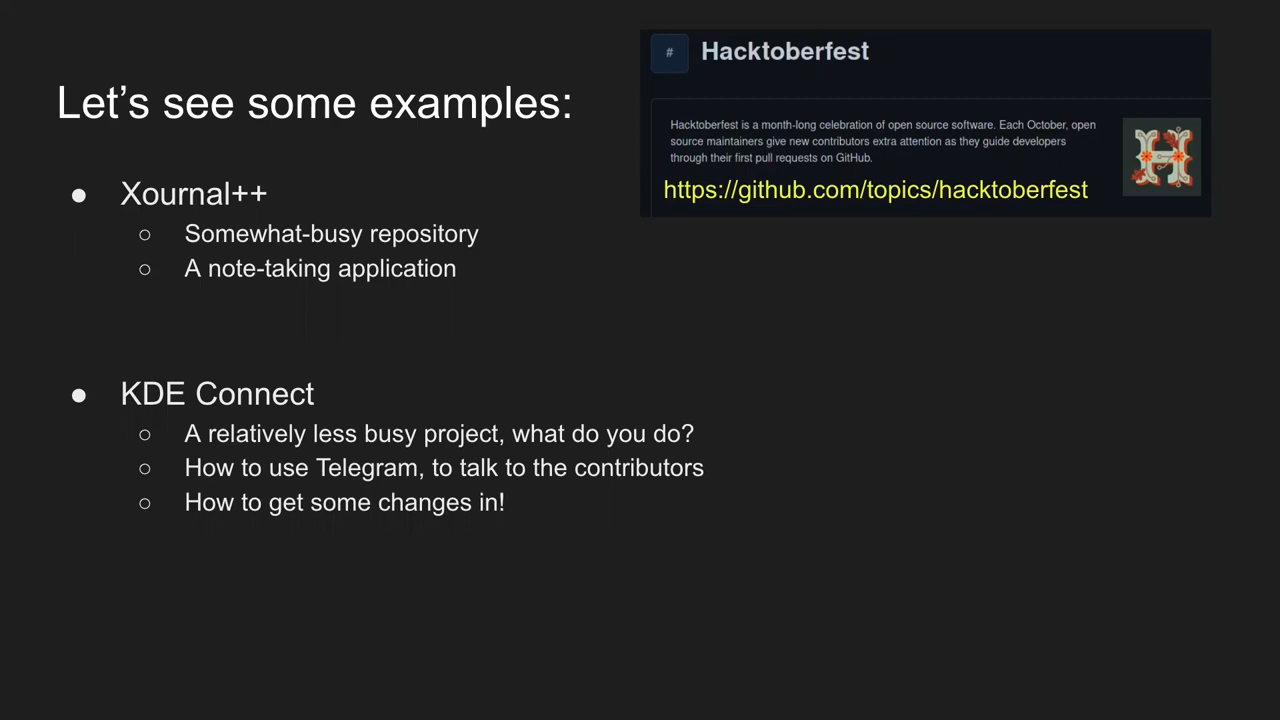 Let's see some examples:
● Xournal++
○ Somewhat-busy repository
○ A note-taking application
● KDE Connect
○ A relatively less busy project, what do you do?
○ How to use Telegram, to talk to the contributors
○ How to get some changes in!
# Hacktoberfest
Hacktoberfest is a month-long celebration of open source software. Each October, open
source maintainers give new contributors extra attention as they guide developers
through their first pull requests on GitHub.
H
https://github.com/topics/hacktoberfest